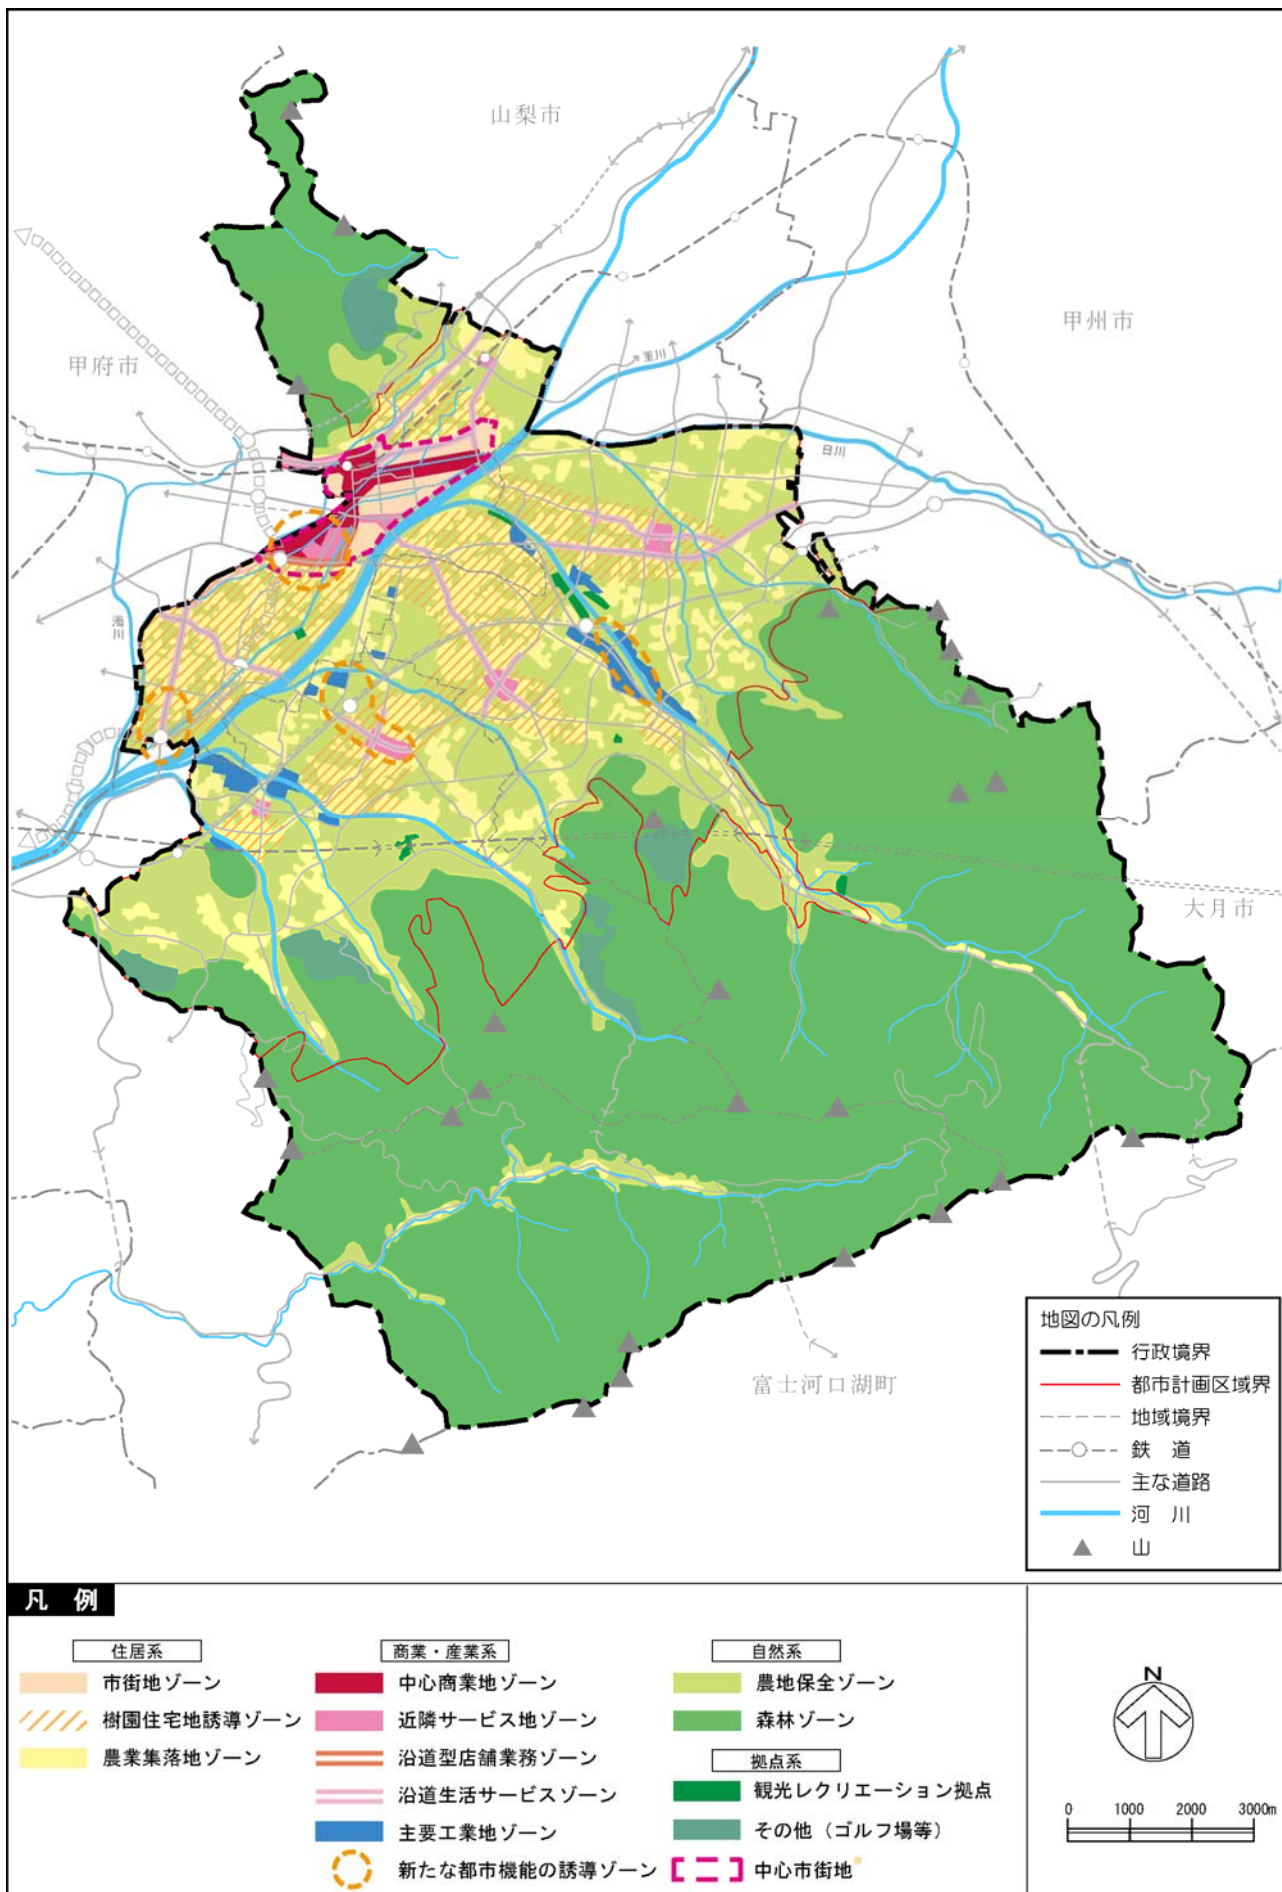 山梨市
甲州市
甲府市
重川
日川
濁川
大月市
富士河口湖町
地図の凡例
行政境界
都市計画区域界
地域境界
鉄 道
主な道路
河 川
山
凡 例
住居系
市街地ゾーン
樹園住宅地誘導ゾーン
農業集落地ゾーン
商業・産業系
中心商業地ゾーン
近隣サービス地ゾーン
沿道型店舗業務ゾーン
沿道生活サービスゾーン
主要工業地ゾーン
新たな都市機能の誘導ゾーン
自然系
農地保全ゾーン
森林ゾーン
拠点系
観光レクリエーション拠点
その他（ゴルフ場等）
中心市街地*
N
0 1000 2000 3000m